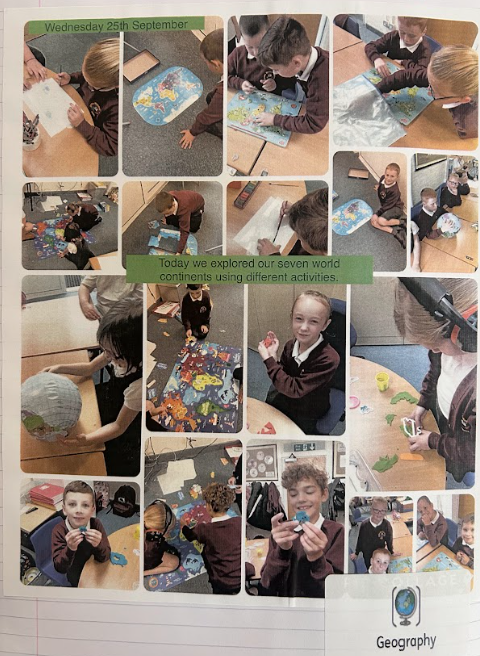 Wednesday 25th September
Today we explored our seven world
continents using different activities.
Geography